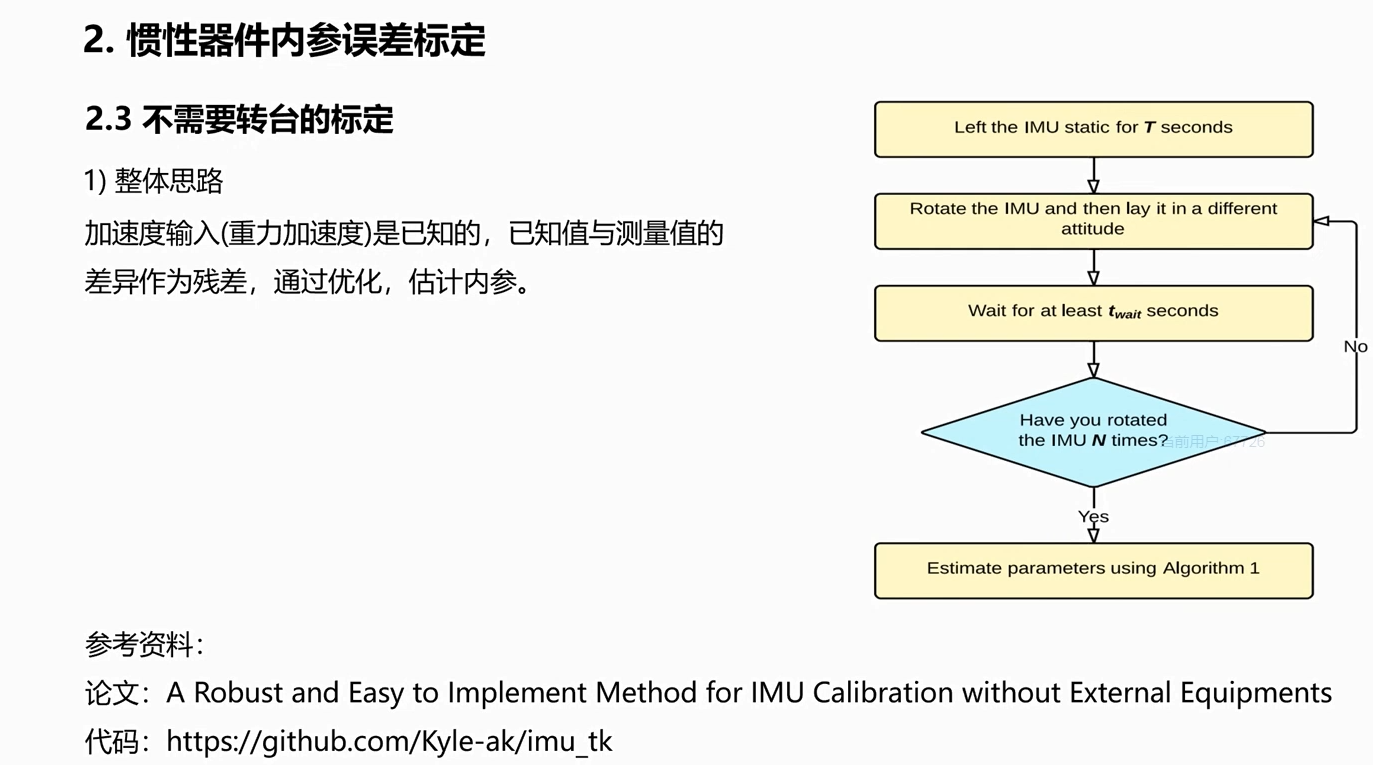 2. 惯性器件内参误差标定
2.3 不需要转台的标定
1) 整体思路
加速度输入(重力加速度)是已知的，已知值与测量值的
差异作为残差，通过优化，估计内参。
Left the IMU static for T seconds
Rotate the IMU and then lay it in a different
attitude
Wait for at least twait seconds
No
Have you rotated
the IMU N times?
当前用户:67726
Yes
Estimate parameters using Algorithm 1
参考资料：
论文：A Robust and Easy to Implement Method for IMU Calibration without External Equipments
代码：https://github.com/Kyle-ak/imu_tk